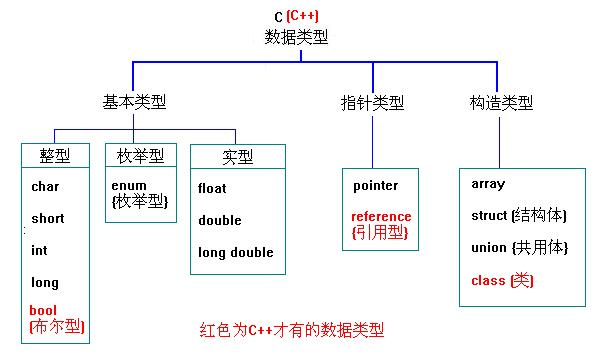 C (C++)
数据类型
基本类型
指针类型
构造类型
整型
char
short
:
int
long
bool
(布尔型)
枚举型
enum
(枚举型)
实型
float
double
long double
pointer
reference
(引用型)
array
struct (结构体)
union (共用体)
class (类)
红色为C++才有的数据类型